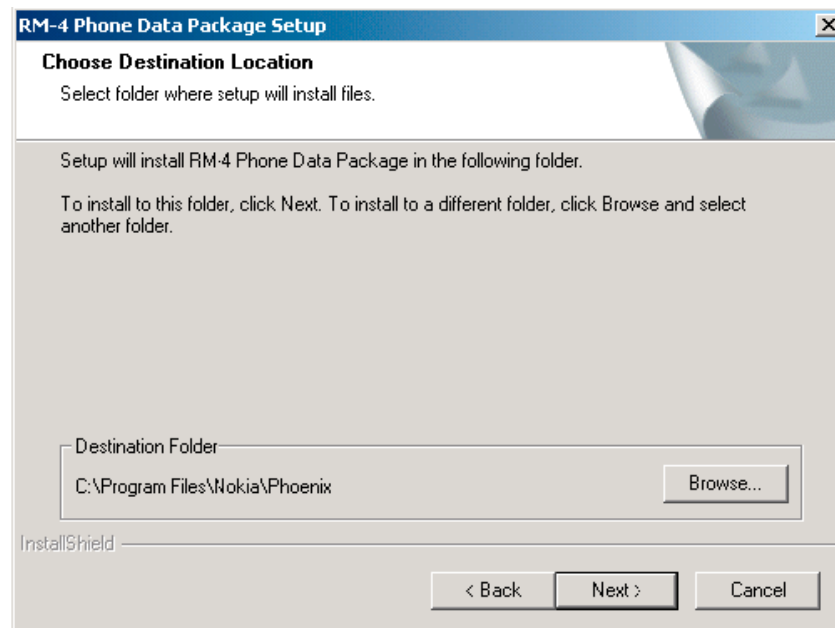 RM-4 Phone Data Package Setup
Choose Destination Location
Select folder where setup will install files.
Setup will install RM-4 Phone Data Package in the following folder.
To install to this folder, click Next. To install to a different folder, click Browse and select
another folder.
Destination Folder
C:\Program Files\Nokia\Phoenix
Browse...
InstallShield
< Back
Next >
Cancel